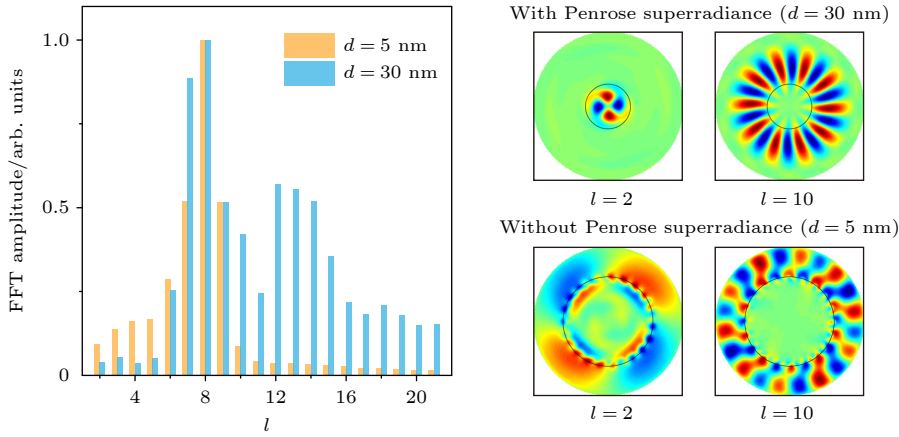 1.0
0.5
0
FFT amplitude/arb. units
d = 5 nm
d = 30 nm
4 8 12 16 20
l
With Penrose superradiance (d = 30 nm)
l = 2 l = 10
Without Penrose superradiance (d = 5 nm)
l = 2 l = 10